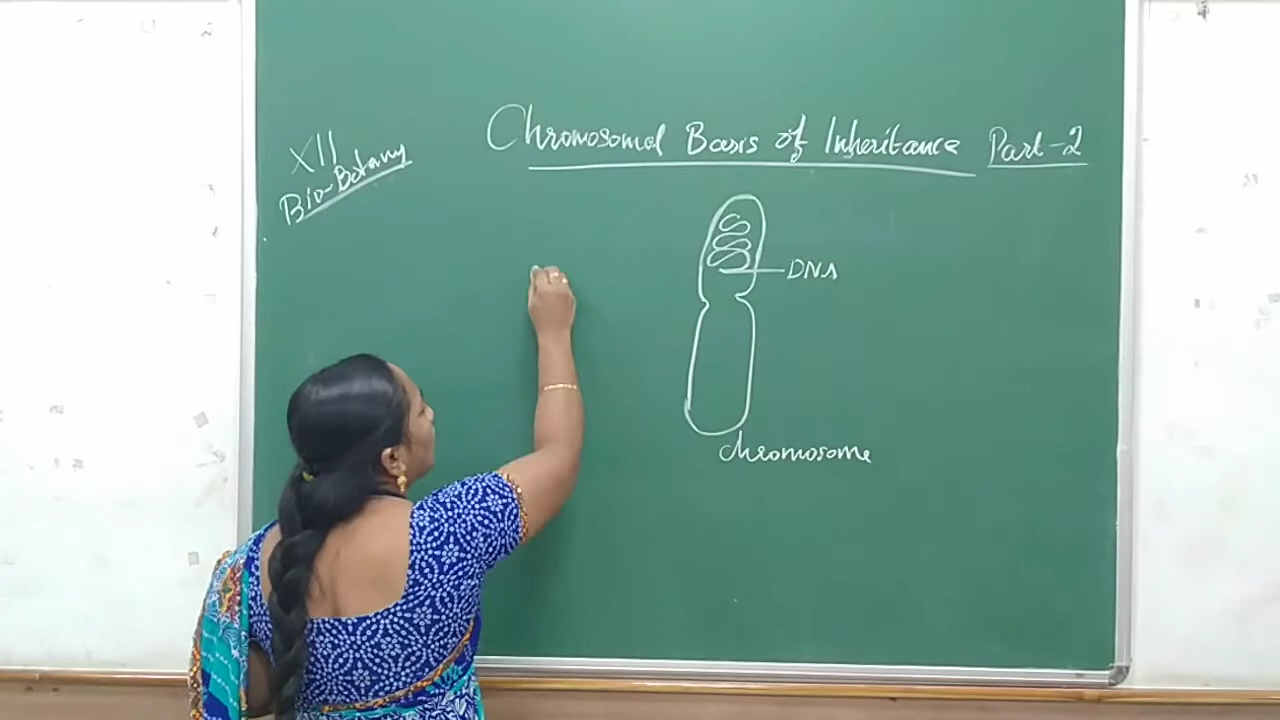 XII
Bio-Botany
Chromosomal Basis of Inheritance Part-2
DNA
Chromosome